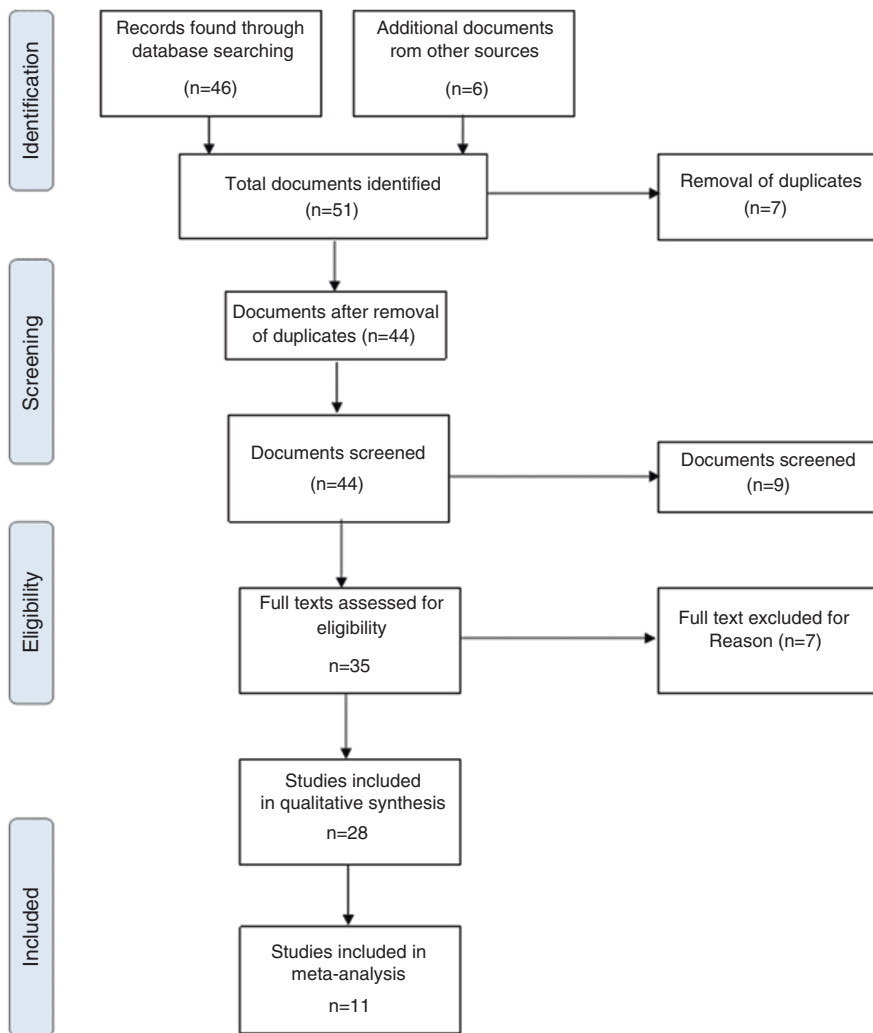 Identification
Records found through
database searching
(n=46)
Additional documents
rom other sources
(n=6)
Total documents identified
(n=51)
Removal of duplicates
(n=7)
Screening
Documents after removal
of duplicates (n=44)
Documents screened
(n=44)
Documents screened
(n=9)
Eligibility
Full texts assessed for
eligibility
n=35
Full text excluded for
Reason (n=7)
Studies included
in qualitative synthesis
n=28
Included
Studies included in
meta-analysis
n=11